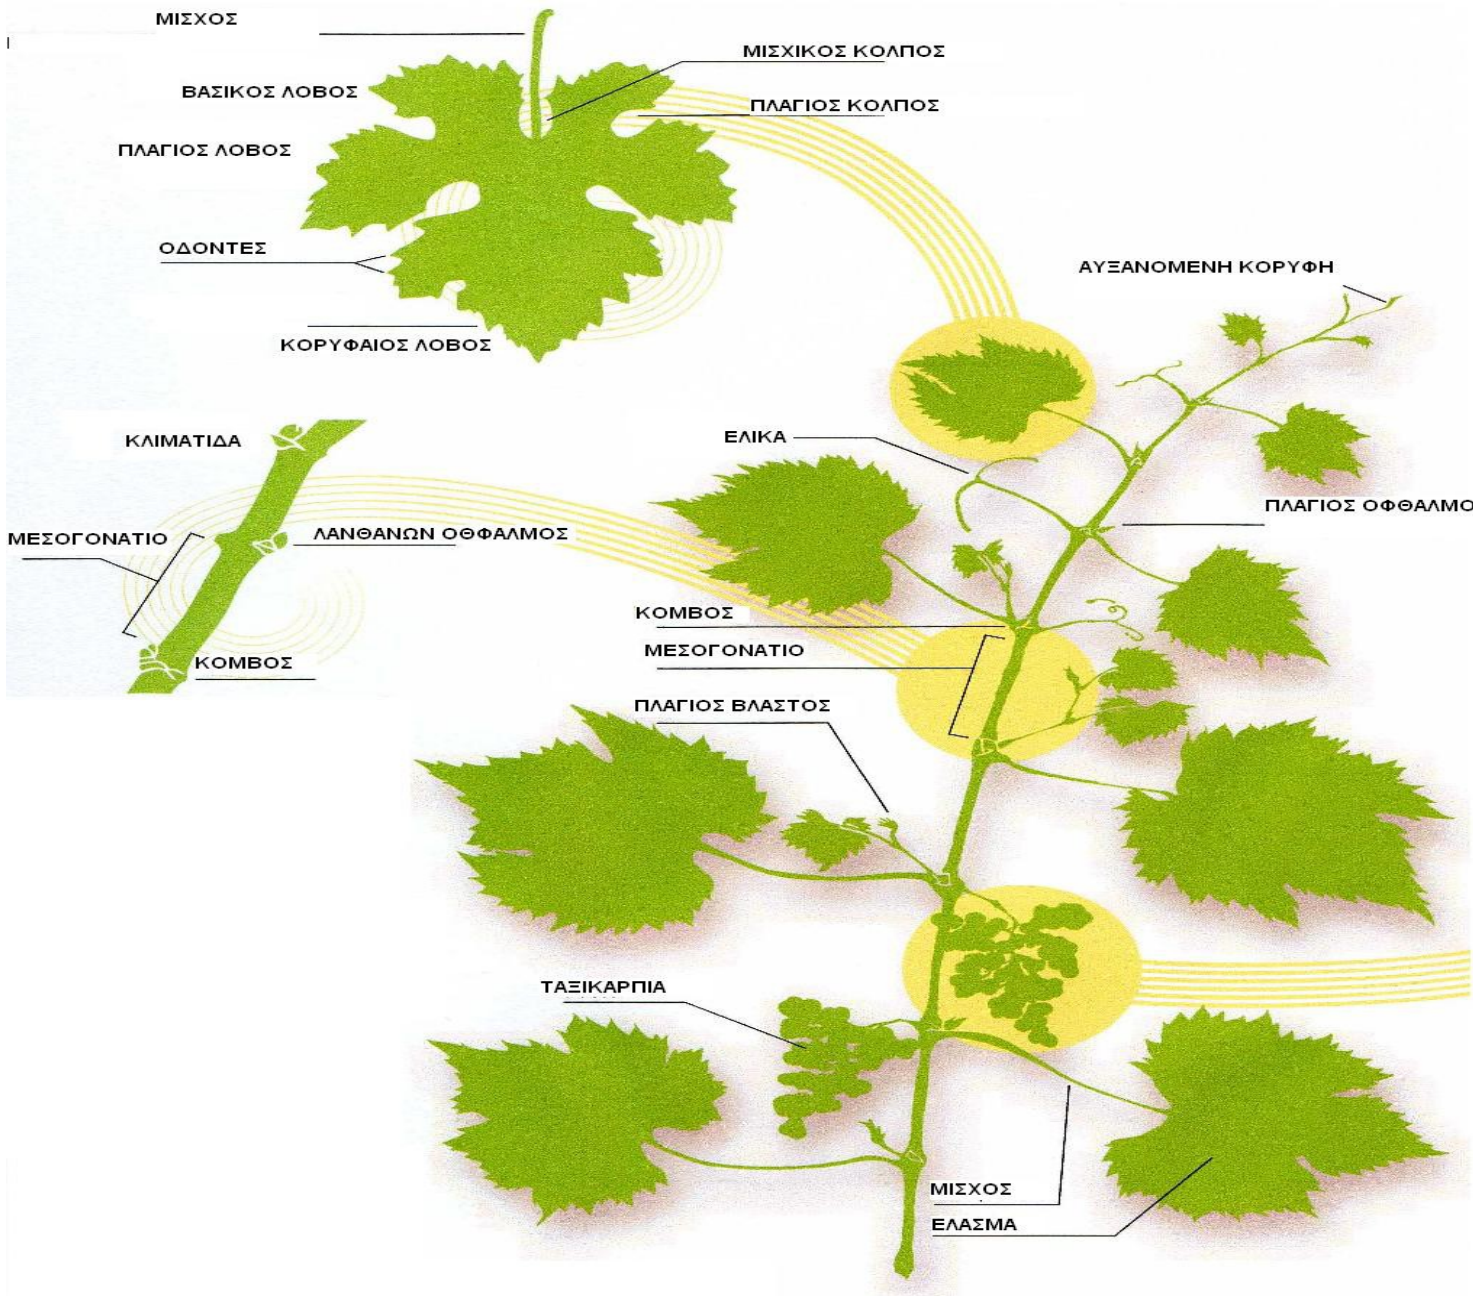 ΜΙΣΧΟΣ
ΜΙΣΧΙΚΟΣ ΚΟΛΠΟΣ
ΒΑΣΙΚΟΣ ΛΟΒΟΣ
ΠΛΑΓΙΟΣ ΚΟΛΠΟΣ
ΠΛΑΓΙΟΣ ΛΟΒΟΣ
ΟΔΟΝΤΕΣ
ΚΟΡΥΦΑΙΟΣ ΛΟΒΟΣ
ΑΥΞΑΝΟΜΕΝΗ ΚΟΡΥΦΗ
ΚΛΙΜΑΤΙΔΑ
ΕΛΙΚΑ
ΠΛΑΓΙΟΣ ΟΦΘΑΛΜΟ
ΜΕΣΟΓΟΝΑΤΙΟ
ΛΑΝΘΑΝΩΝ ΟΘΦΑΛΜΟΣ
ΚΟΜΒΟΣ
ΜΕΣΟΓΟΝΑΤΙΟ
ΚΟΜΒΟΣ
ΠΛΑΓΙΟΣ ΒΛΑΣΤΟΣ
ΤΑΞΙΚΑΡΠΙΑ
ΜΙΣΧΟΣ
ΕΛΑΣΜΑ